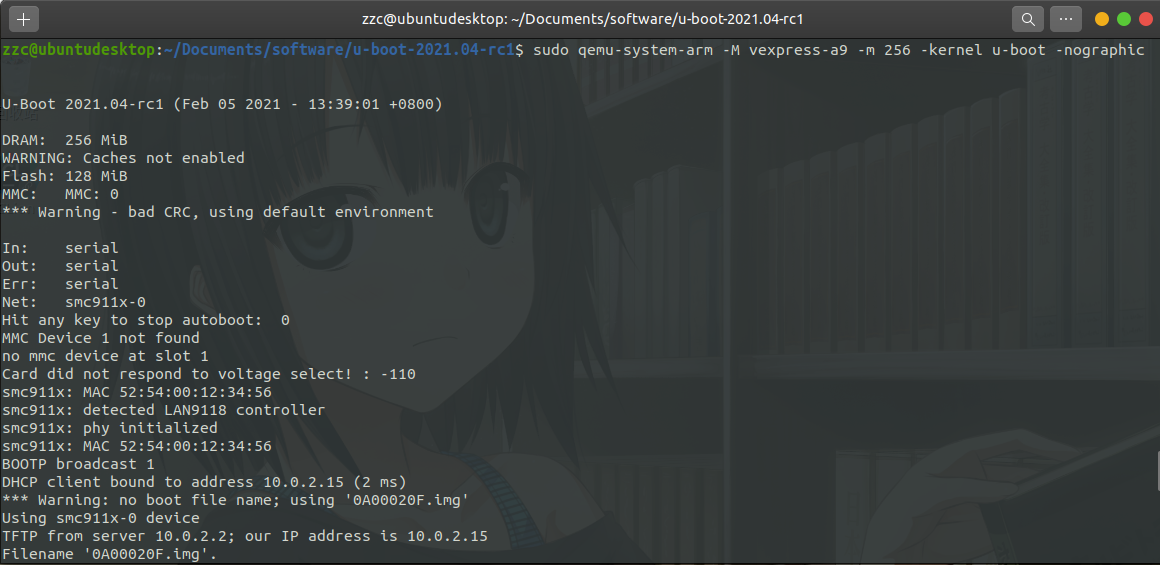 zzc@ubuntudesktop: ~/Documents/software/u-boot-2021.04-rc1
zzc@ubuntudesktop:~/Documents/software/u-boot-2021.04-rc1$ sudo qemu-system-arm -M vexpress-a9 -m 256 -kernel u-boot -nographic
U-Boot 2021.04-rc1 (Feb 05 2021 - 13:39:01 +0800)
DRAM:  256 MiB
WARNING: Caches not enabled
Flash: 128 MiB
MMC:   MMC: 0
*** Warning - bad CRC, using default environment
In:    serial
Out:   serial
Err:   serial
Net:   smc911x-0
Hit any key to stop autoboot:  0
MMC Device 1 not found
no mmc device at slot 1
Card did not respond to voltage select! : -110
smc911x: MAC 52:54:00:12:34:56
smc911x: detected LAN9118 controller
smc911x: phy initialized
smc911x: MAC 52:54:00:12:34:56
BOOTP broadcast 1
DHCP client bound to address 10.0.2.15 (2 ms)
*** Warning: no boot file name; using '0A00020F.img'
Using smc911x-0 device
TFTP from server 10.0.2.2; our IP address is 10.0.2.15
Filename '0A00020F.img'.